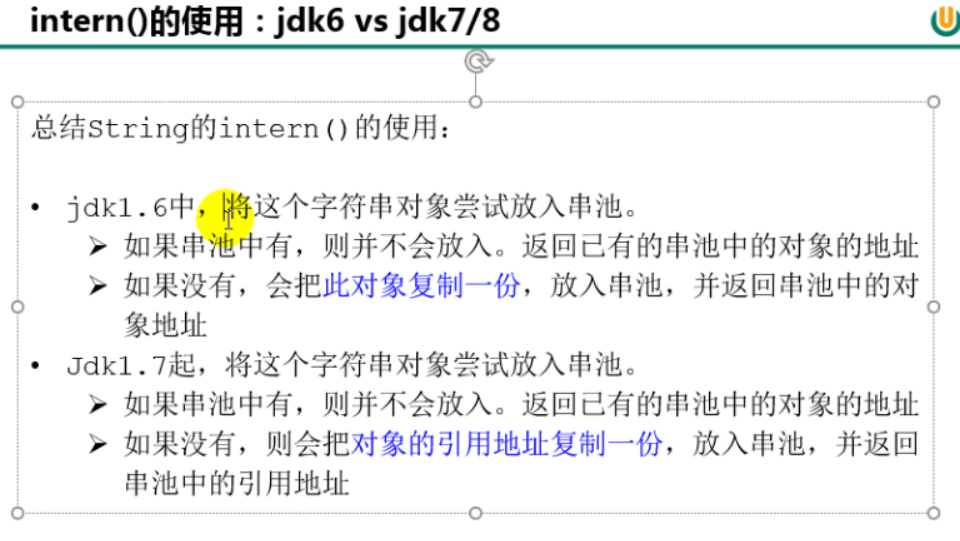 intern()的使用：jdk6 vs jdk7/8
总结String的intern()的使用：
• jdk1.6中，将这个字符串对象尝试放入串池。
➢ 如果串池中有，则并不会放入。返回已有的串池中的对象的地址
➢ 如果没有，会把此对象复制一份，放入串池，并返回串池中的对
象地址
• Jdk1.7起，将这个字符串对象尝试放入串池。
➢ 如果串池中有，则并不会放入。返回已有的串池中的对象的地址
➢ 如果没有，则会把对象的引用地址复制一份，放入串池，并返回
串池中的引用地址